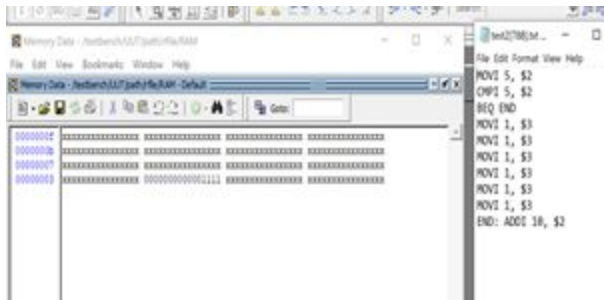 Memory Data - /testbench/UUT/path/rfile/RAM
File Edit View Bookmarks Window Help
Memory Data - /testbench/UUT/path/rfile/RAM - Default
Goto:
0000000f xxxxxxxxxxxxxxxx xxxxxxxxxxxxxxxx xxxxxxxxxxxxxxxx xxxxxxxxxxxxxxxx
0000000b xxxxxxxxxxxxxxxx xxxxxxxxxxxxxxxx xxxxxxxxxxxxxxxx xxxxxxxxxxxxxxxx
00000007 xxxxxxxxxxxxxxxx xxxxxxxxxxxxxxxx xxxxxxxxxxxxxxxx xxxxxxxxxxxxxxxx
00000003 xxxxxxxxxxxxxxxx 0000000000001111 xxxxxxxxxxxxxxxx xxxxxxxxxxxxxxxx
test2(788).txt - ...
File Edit Format View Help
MOVI 5, $2
CMPI 5, $2
BEQ END
MOVI 1, $3
MOVI 1, $3
MOVI 1, $3
MOVI 1, $3
MOVI 1, $3
MOVI 1, $3
END: ADDI 10, $2